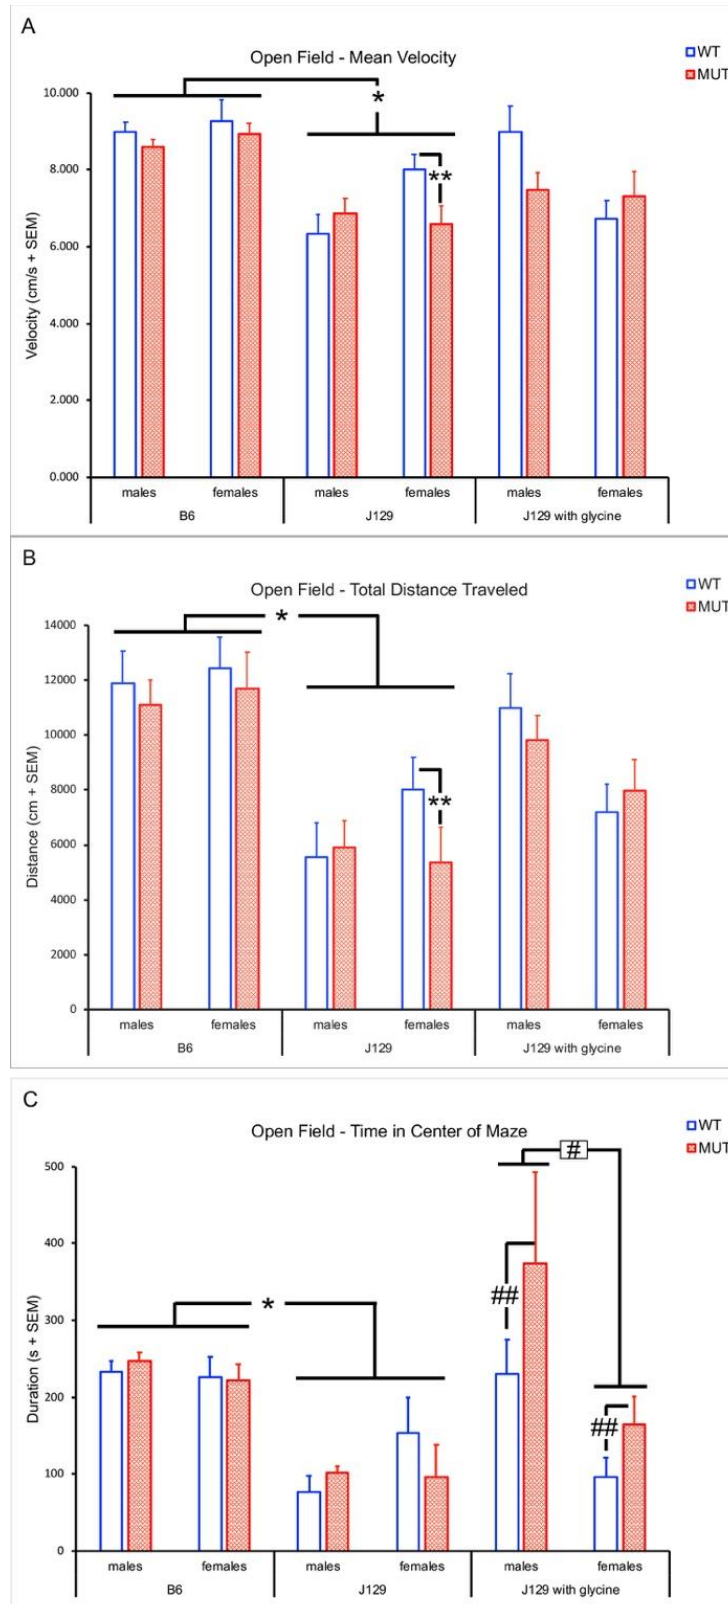 A
Open Field - Mean Velocity
WT
MUT
10.000
8.000
6.000
4.000
2.000
0.000
Velocity (cm/s + SEM)
*
**
males females males females males females
B6 J129 J129 with glycine
B
Open Field - Total Distance Traveled
WT
MUT
14000
12000
10000
8000
6000
4000
2000
0
Distance (cm + SEM)
*
**
males females males females males females
B6 J129 J129 with glycine
C
Open Field - Time in Center of Maze
WT
MUT
500
400
300
200
100
0
Duration (s + SEM)
#
*
##
##
males females males females males females
B6 J129 J129 with glycine